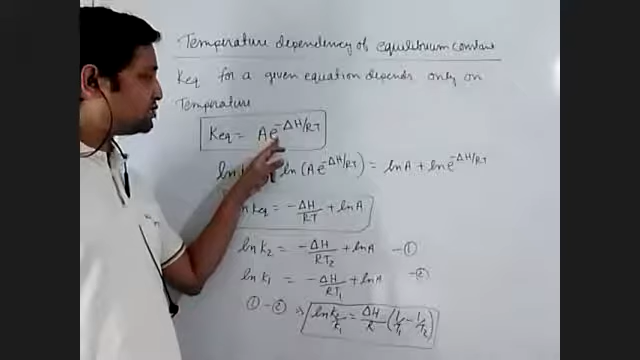 Temperature dependency of equilibrium constant
Keq for a given equation depends only on
Temperature
Keq = Ae^-ΔH/RT
ln (Ae^-ΔH/RT) = lnA + ln e^-ΔH/RT
Keq = -ΔH/RT + lnA
ln K2 = -ΔH/RT2 + lnA —①
ln K1 = -ΔH/RT1 + lnA —②
① - ② ⇒ ln K2/K1 = ΔH/R (1/T1 - 1/T2)